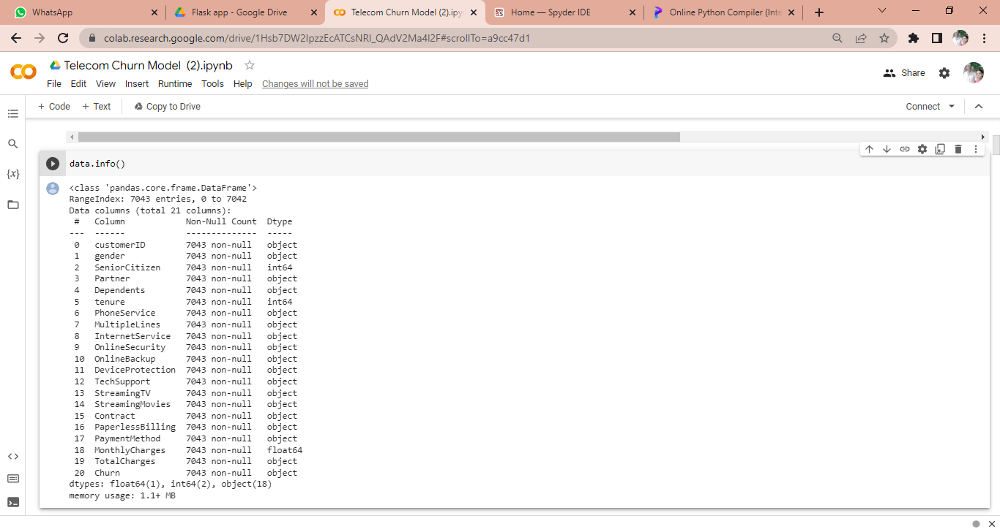 WhatsApp
Flask app - Google Drive
Telecom Churn Model (2).ipyn
Home — Spyder IDE
Online Python Compiler (Inte
colab.research.google.com/drive/1Hsb7DW2IpzzEcATCsNRI_QAdV2Ma4I2F#scrollTo=a9cc47d1
Telecom Churn Model (2).ipynb
File Edit View Insert Runtime Tools Help Changes will not be saved
Share
+ Code + Text Copy to Drive
Connect
data.info()
<class 'pandas.core.frame.DataFrame'>
RangeIndex: 7043 entries, 0 to 7042
Data columns (total 21 columns):
# Column Non-Null Count Dtype
--- ------ -------------- -----
0 customerID 7043 non-null object
1 gender 7043 non-null object
2 SeniorCitizen 7043 non-null int64
3 Partner 7043 non-null object
4 Dependents 7043 non-null object
5 tenure 7043 non-null int64
6 PhoneService 7043 non-null object
7 MultipleLines 7043 non-null object
8 InternetService 7043 non-null object
9 OnlineSecurity 7043 non-null object
10 OnlineBackup 7043 non-null object
11 DeviceProtection 7043 non-null object
12 TechSupport 7043 non-null object
13 StreamingTV 7043 non-null object
14 StreamingMovies 7043 non-null object
15 Contract 7043 non-null object
16 PaperlessBilling 7043 non-null object
17 PaymentMethod 7043 non-null object
18 MonthlyCharges 7043 non-null float64
19 TotalCharges 7043 non-null object
20 Churn 7043 non-null object
dtypes: float64(1), int64(2), object(18)
memory usage: 1.1+ MB